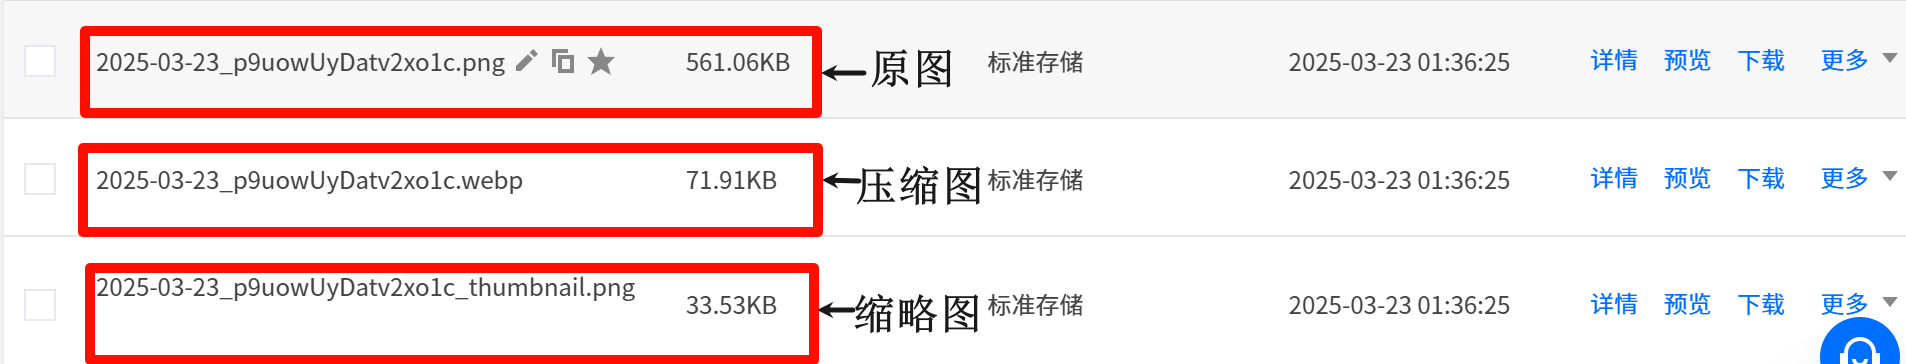 2025-03-23_p9uowUyDatv2xo1c.png 561.06KB 原图 标准存储 2025-03-23 01:36:25 详情 预览 下载 更多
2025-03-23_p9uowUyDatv2xo1c.webp 71.91KB 压缩图 标准存储 2025-03-23 01:36:25 详情 预览 下载 更多
2025-03-23_p9uowUyDatv2xo1c_thumbnail.png 33.53KB 缩略图 标准存储 2025-03-23 01:36:25 详情 预览 下载 更多